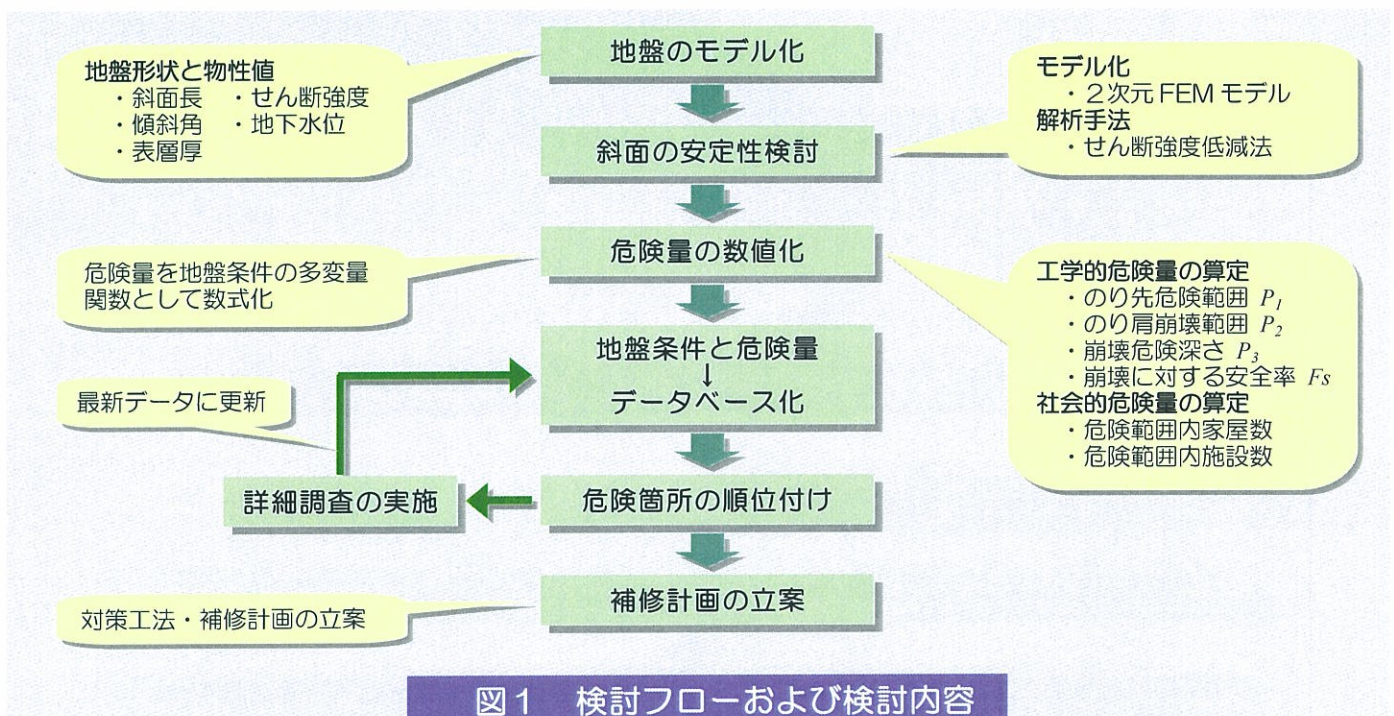 地盤のモデル化
地盤形状と物性値
・斜面長 ・せん断強度
・傾斜角 ・地下水位
・表層厚
斜面の安定性検討
モデル化
・2次元 FEM モデル
解析手法
・せん断強度低減法
危険量の数値化
危険量を地盤条件の多変量
関数として数式化
工学的危険量の算定
・のり先危険範囲 P1
・のり肩崩壊範囲 P2
・崩壊危険深さ P3
・崩壊に対する安全率 Fs
社会的危険量の算定
・危険範囲内家屋数
・危険範囲内施設数
地盤条件と危険量
↓
データベース化
最新データに更新
詳細調査の実施
危険箇所の順位付け
補修計画の立案
対策工法・補修計画の立案
図1 検討フローおよび検討内容